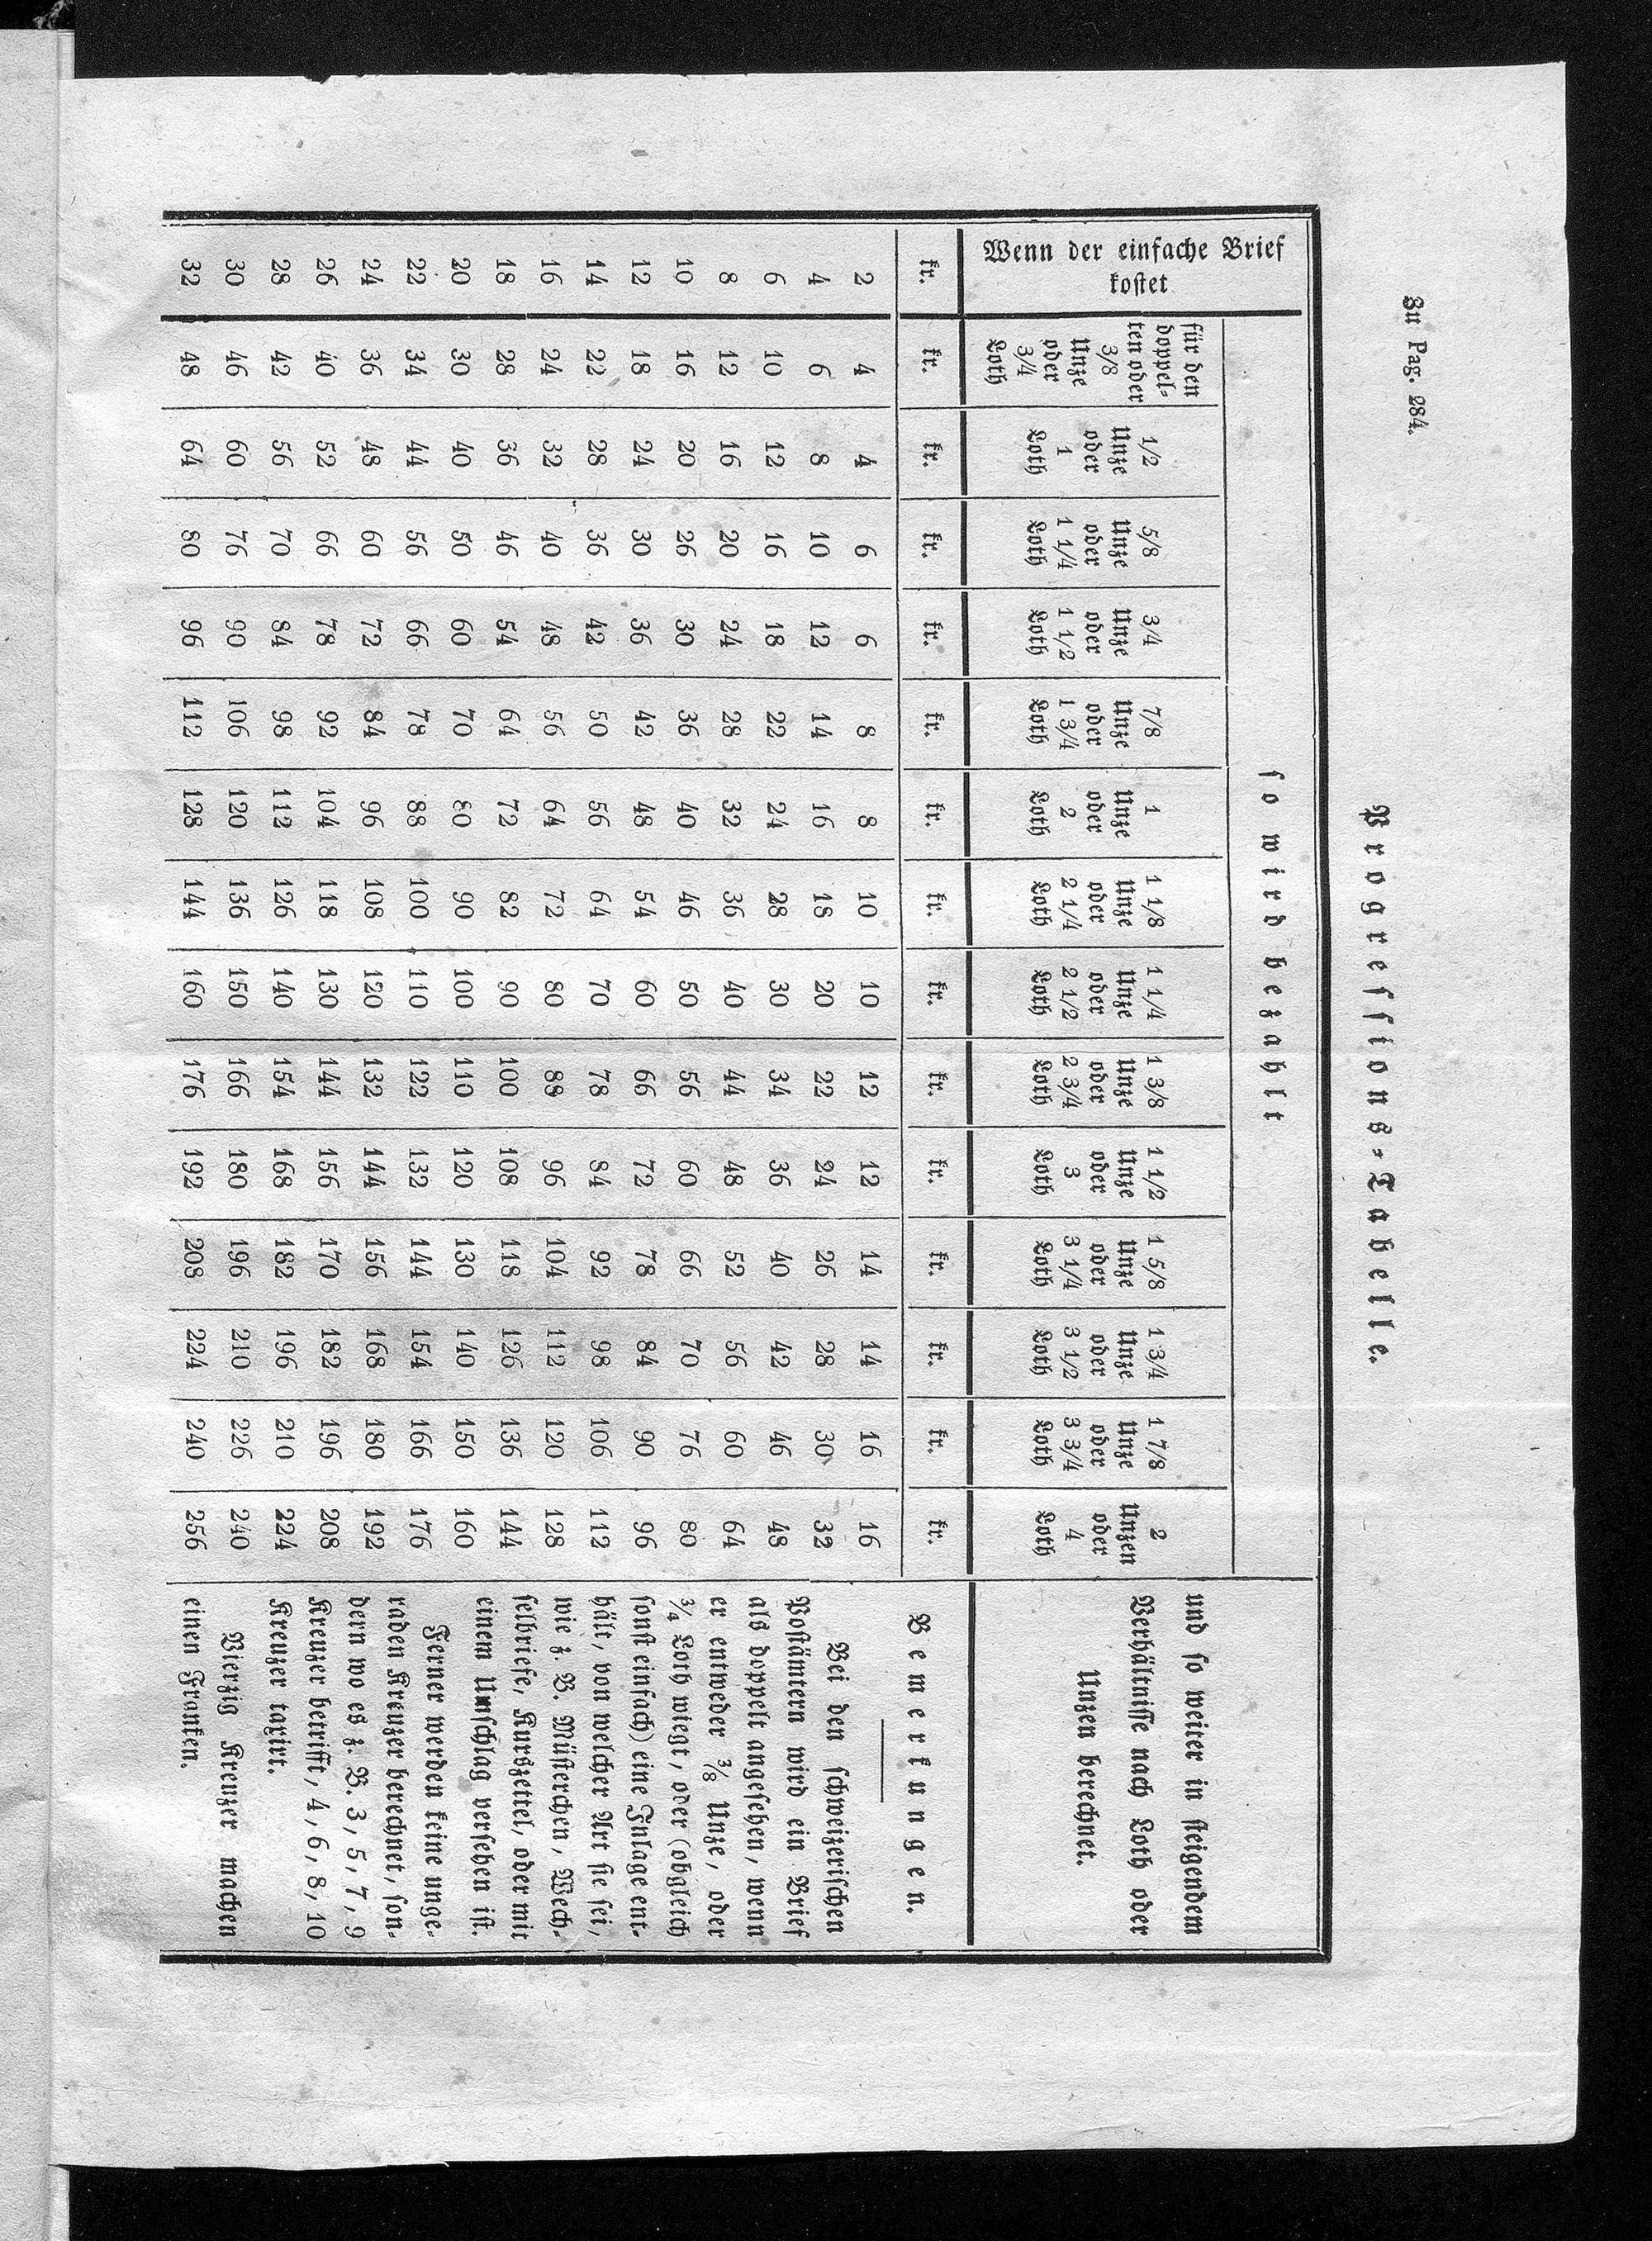 Zu Pag. 284.
Progressions-Tabelle.
Wenn der einfache Brief
kostet
so wird bezahlt
für den
doppel-
ten oder
3/8
Unze
oder
3/4
Loth
1/2
Unze
oder
1
Loth
5/8
Unze
oder
1 1/4
Loth
3/4
Unze
oder
1 1/2
Loth
7/8
Unze
oder
1 3/4
Loth
1
Unze
oder
2
Loth
1 1/8
Unze
oder
2 1/4
Loth
1 1/4
Unze
oder
2 1/2
Loth
1 3/8
Unze
oder
2 3/4
Loth
1 1/2
Unze
oder
3
Loth
1 5/8
Unze
oder
3 1/4
Loth
1 3/4
Unze
oder
3 1/2
Loth
1 7/8
Unze
oder
3 3/4
Loth
2
Unzen
oder
4
Loth
und so weiter in steigendem
Verhältnisse nach Loth oder
Unzen berechnet.
kr. kr. kr. kr. kr. kr. kr. kr. kr. kr. kr. kr. kr. kr. kr.
2 4 4 6 6 8 8 10 10 12 12 14 14 16 16
4 6 8 10 12 14 16 18 20 22 24 26 28 30 32
6 10 12 16 18 22 24 28 30 34 36 40 42 46 48
8 12 16 20 24 28 32 36 40 44 48 52 56 60 64
10 16 20 26 30 36 40 46 50 56 60 66 70 76 80
12 18 24 30 36 42 48 54 60 66 72 78 84 90 96
14 22 28 36 42 50 56 64 70 78 84 92 98 106 112
16 24 32 40 48 56 64 72 80 88 96 104 112 120 128
18 28 36 46 54 64 72 82 90 100 108 118 126 136 144
20 30 40 50 60 70 80 90 100 110 120 130 140 150 160
22 34 44 56 66 78 88 100 110 122 132 144 154 166 176
24 36 48 60 72 84 96 108 120 132 144 156 168 180 192
26 40 52 66 78 92 104 118 130 144 156 170 182 196 208
28 42 56 70 84 98 112 126 140 154 168 182 196 210 224
30 46 60 76 90 106 120 136 150 166 180 196 210 226 240
32 48 64 80 96 112 128 144 160 176 192 208 224 240 256
Bemerkungen.
Bei den schweizerischen
Postämtern wird ein Brief
als doppelt angesehen, wenn
er entweder 3/8 Unze, oder
3/4 Loth wiegt, oder (obgleich
sonst einfach) eine Inlage ent-
hält, von welcher Art sie sei,
wie z. B. Müsterchen, Wech-
selbriefe, Kurszettel, oder mit
einem Umschlag versehen ist.
Ferner werden keine unge-
raden Kreuzer berechnet, son-
dern wo es z. B. 3, 5, 7, 9
Kreuzer betrifft, 4, 6, 8, 10
Kreuzer taxirt.
Vierzig Kreuzer machen
einen Franken.